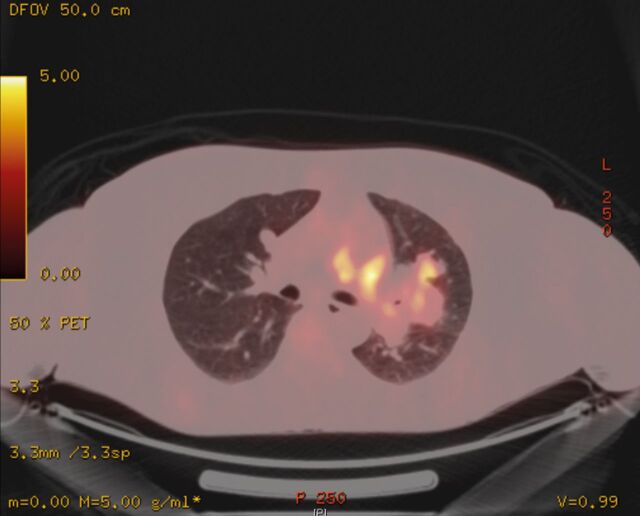 DFOV 50.0 cm
5.00
L
250
0.00
50 % PET
3.3
3.3mm /3.3sp
P 250
m=0.00 M=5.00 g/ml*
V=0.99
[P]